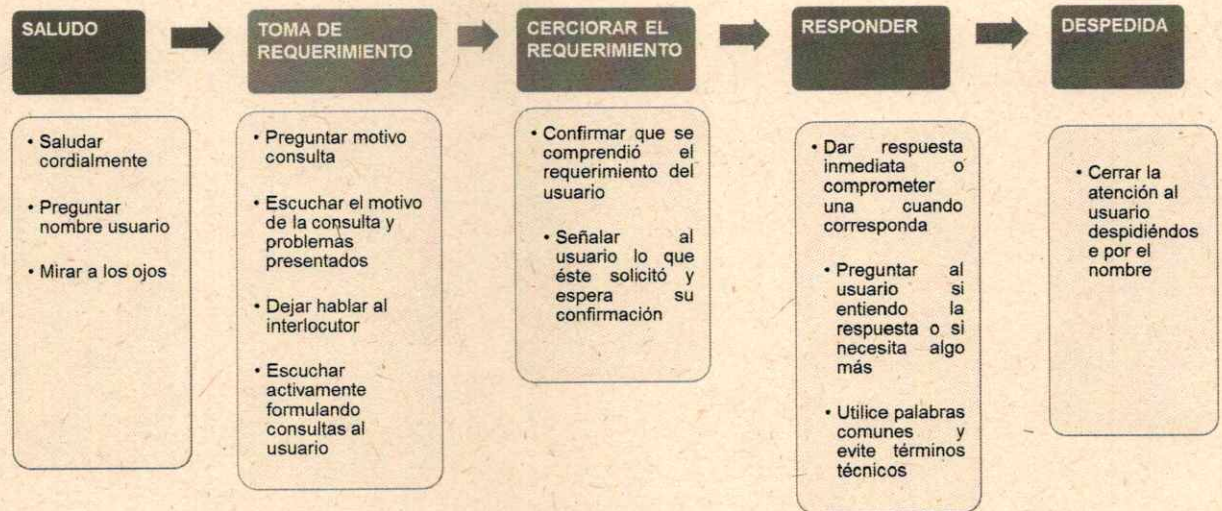 SALUDO
• Saludar
cordialmente
• Preguntar
nombre usuario
• Mirar a los ojos
TOMA DE
REQUERIMIENTO
• Preguntar motivo
consulta
• Escuchar el motivo
de la consulta y
problemas
presentados
• Dejar hablar al
interlocutor
• Escuchar
activamente
formulando
consultas al
usuario
CERCIORAR EL
REQUERIMIENTO
• Confirmar que se
comprendió el
requerimiento del
usuario
• Señalar al
usuario lo que
éste solicitó y
espera su
confirmación
RESPONDER
• Dar respuesta
inmediata o
comprometer
una cuando
corresponda
• Preguntar al
usuario si
entiendo la
respuesta o si
necesita algo
más
• Utilice palabras
comunes y
evite términos
técnicos
DESPEDIDA
• Cerrar la
atención al
usuario
despidiéndos
e por el
nombre